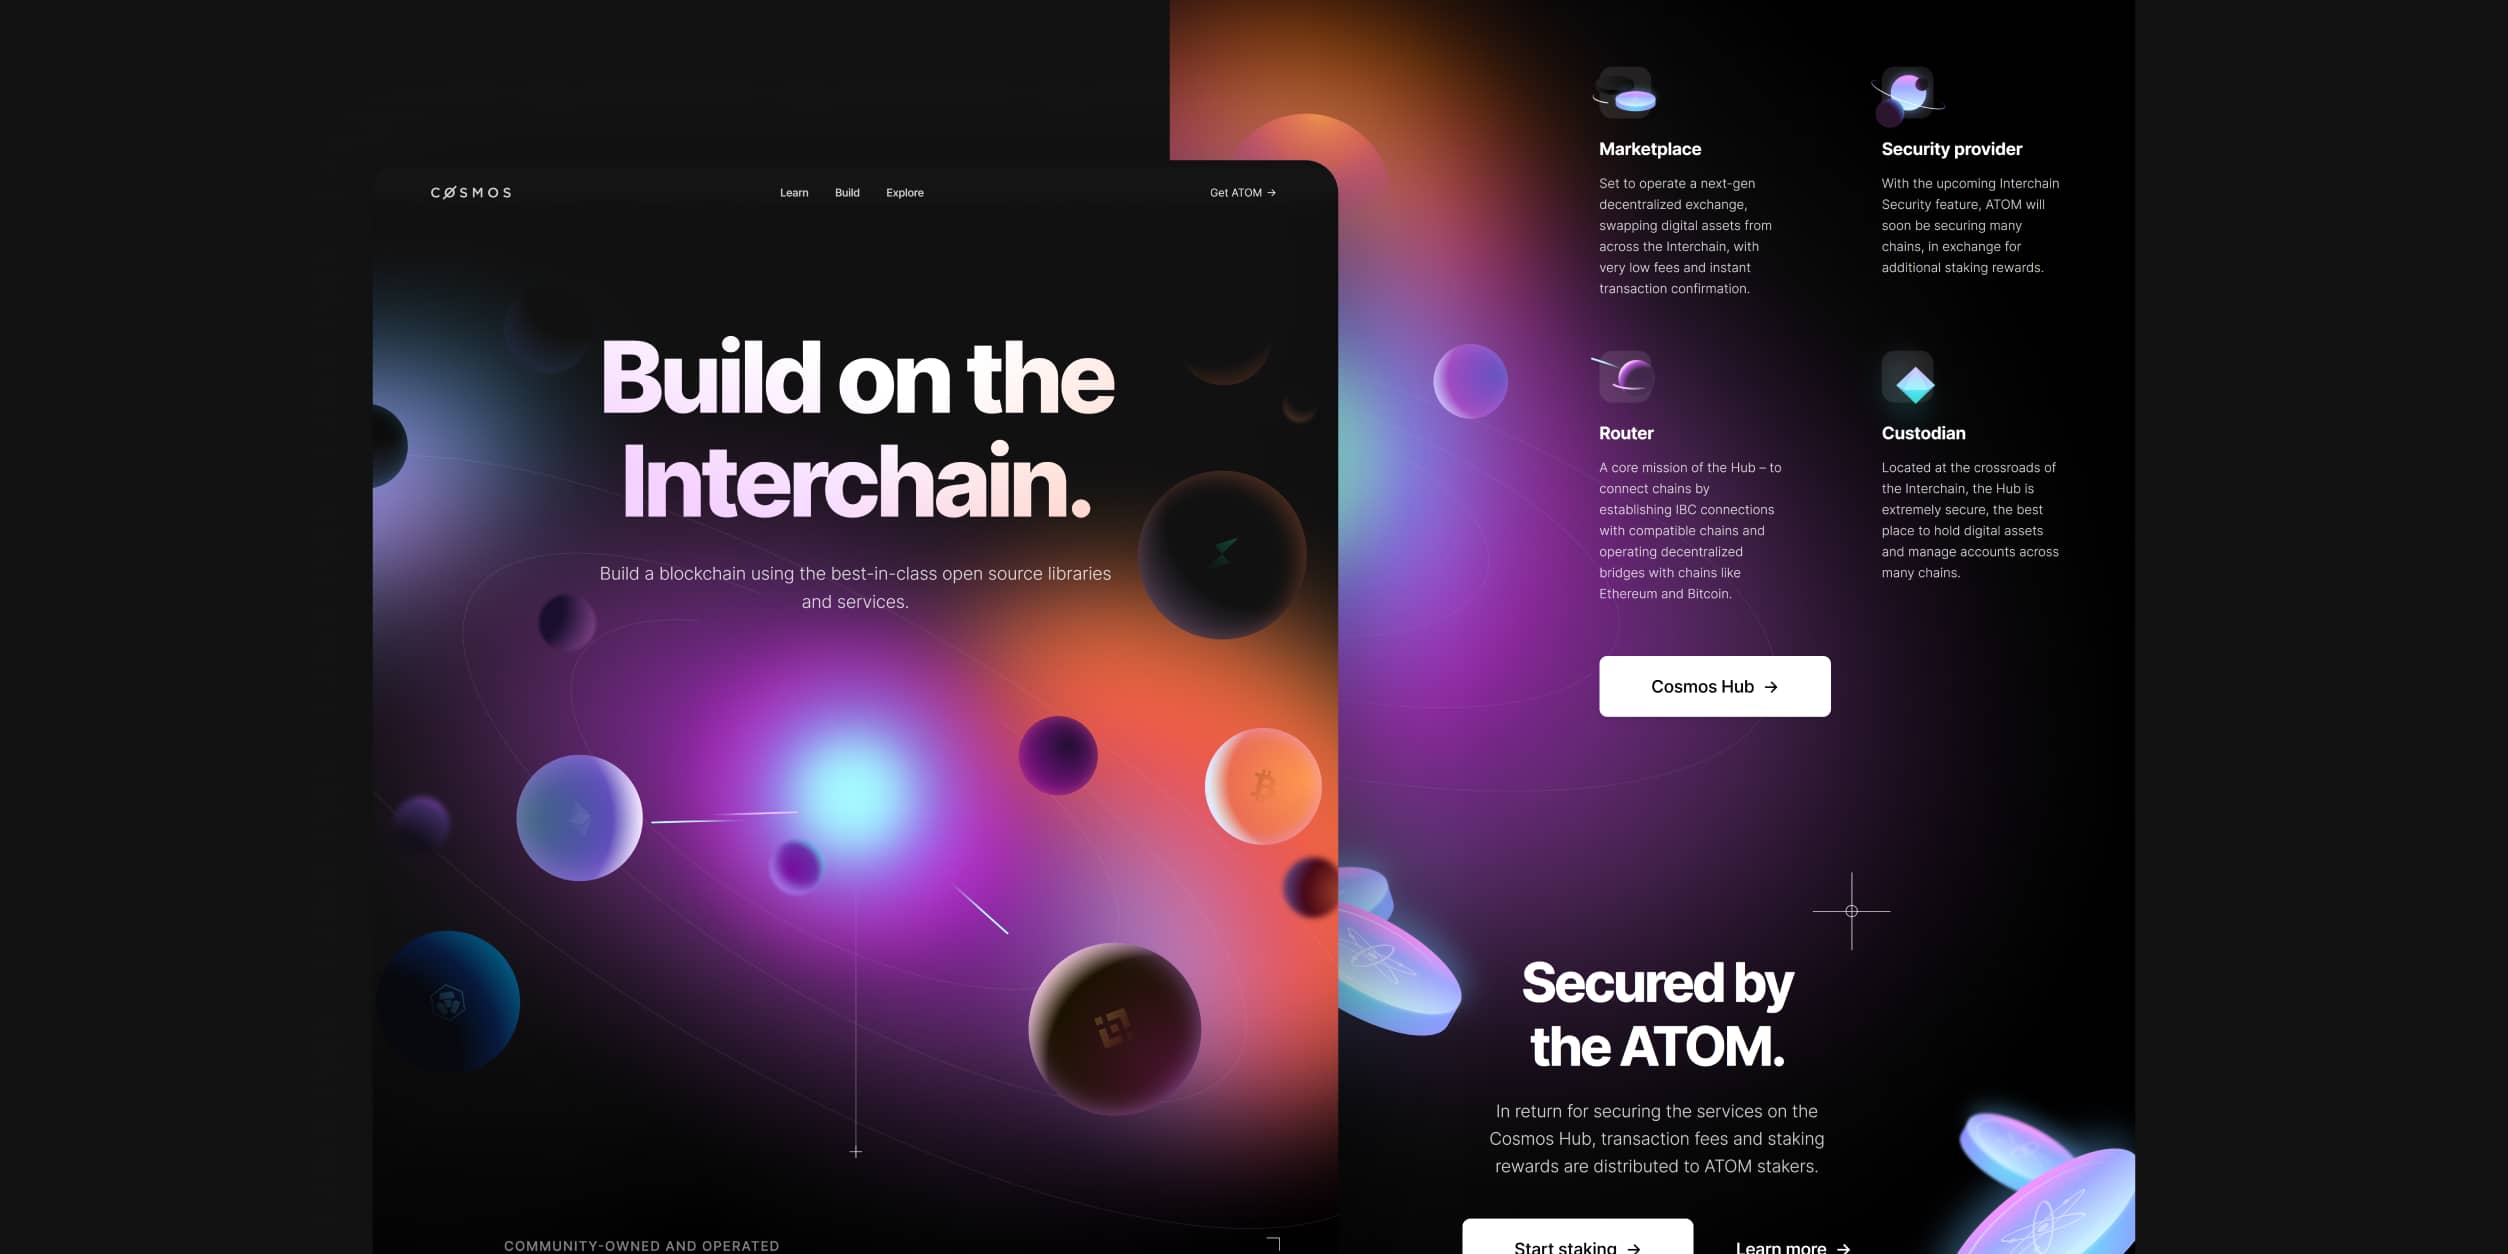 CØSMOS
Learn
Build
Explore
Get ATOM →
Build on the
Interchain.
Build a blockchain using the best-in-class open source libraries
and services.
COMMUNITY-OWNED AND OPERATED
Marketplace
Set to operate a next-gen
decentralized exchange,
swapping digital assets from
across the Interchain, with
very low fees and instant
transaction confirmation.
Security provider
With the upcoming Interchain
Security feature, ATOM will
soon be securing many
chains, in exchange for
additional staking rewards.
Router
A core mission of the Hub – to
connect chains by
establishing IBC connections
with compatible chains and
operating decentralized
bridges with chains like
Ethereum and Bitcoin.
Custodian
Located at the crossroads of
the Interchain, the Hub is
extremely secure, the best
place to hold digital assets
and manage accounts across
many chains.
Cosmos Hub →
Secured by
the ATOM.
In return for securing the services on the
Cosmos Hub, transaction fees and staking
rewards are distributed to ATOM stakers.
Start staking →
Learn more →